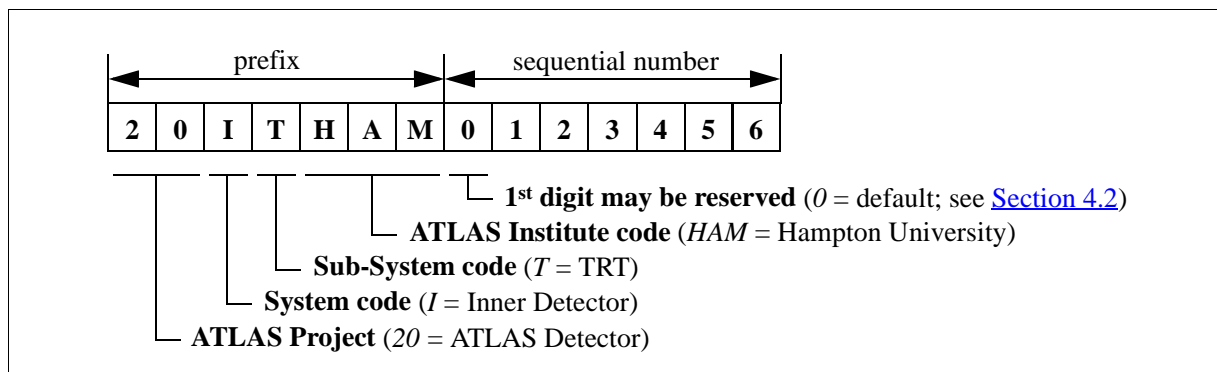 prefix sequential number
2 0 I T H A M 0 1 2 3 4 5 6
1st digit may be reserved (0 = default; see Section 4.2)
ATLAS Institute code (HAM = Hampton University)
Sub-System code (T = TRT)
System code (I = Inner Detector)
ATLAS Project (20 = ATLAS Detector)